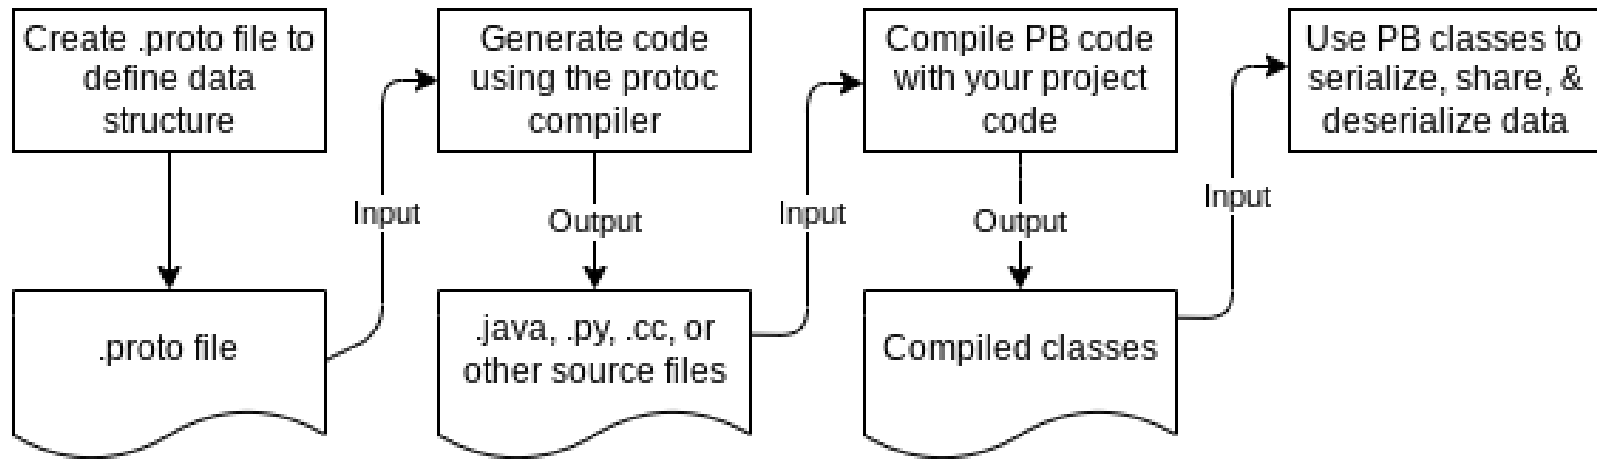 Create .proto file to
define data
structure
Generate code
using the protoc
compiler
Compile PB code
with your project
code
Use PB classes to
serialize, share, &
deserialize data
Input
Output
Input
Output
Input
.proto file
.java, .py, .cc, or
other source files
Compiled classes